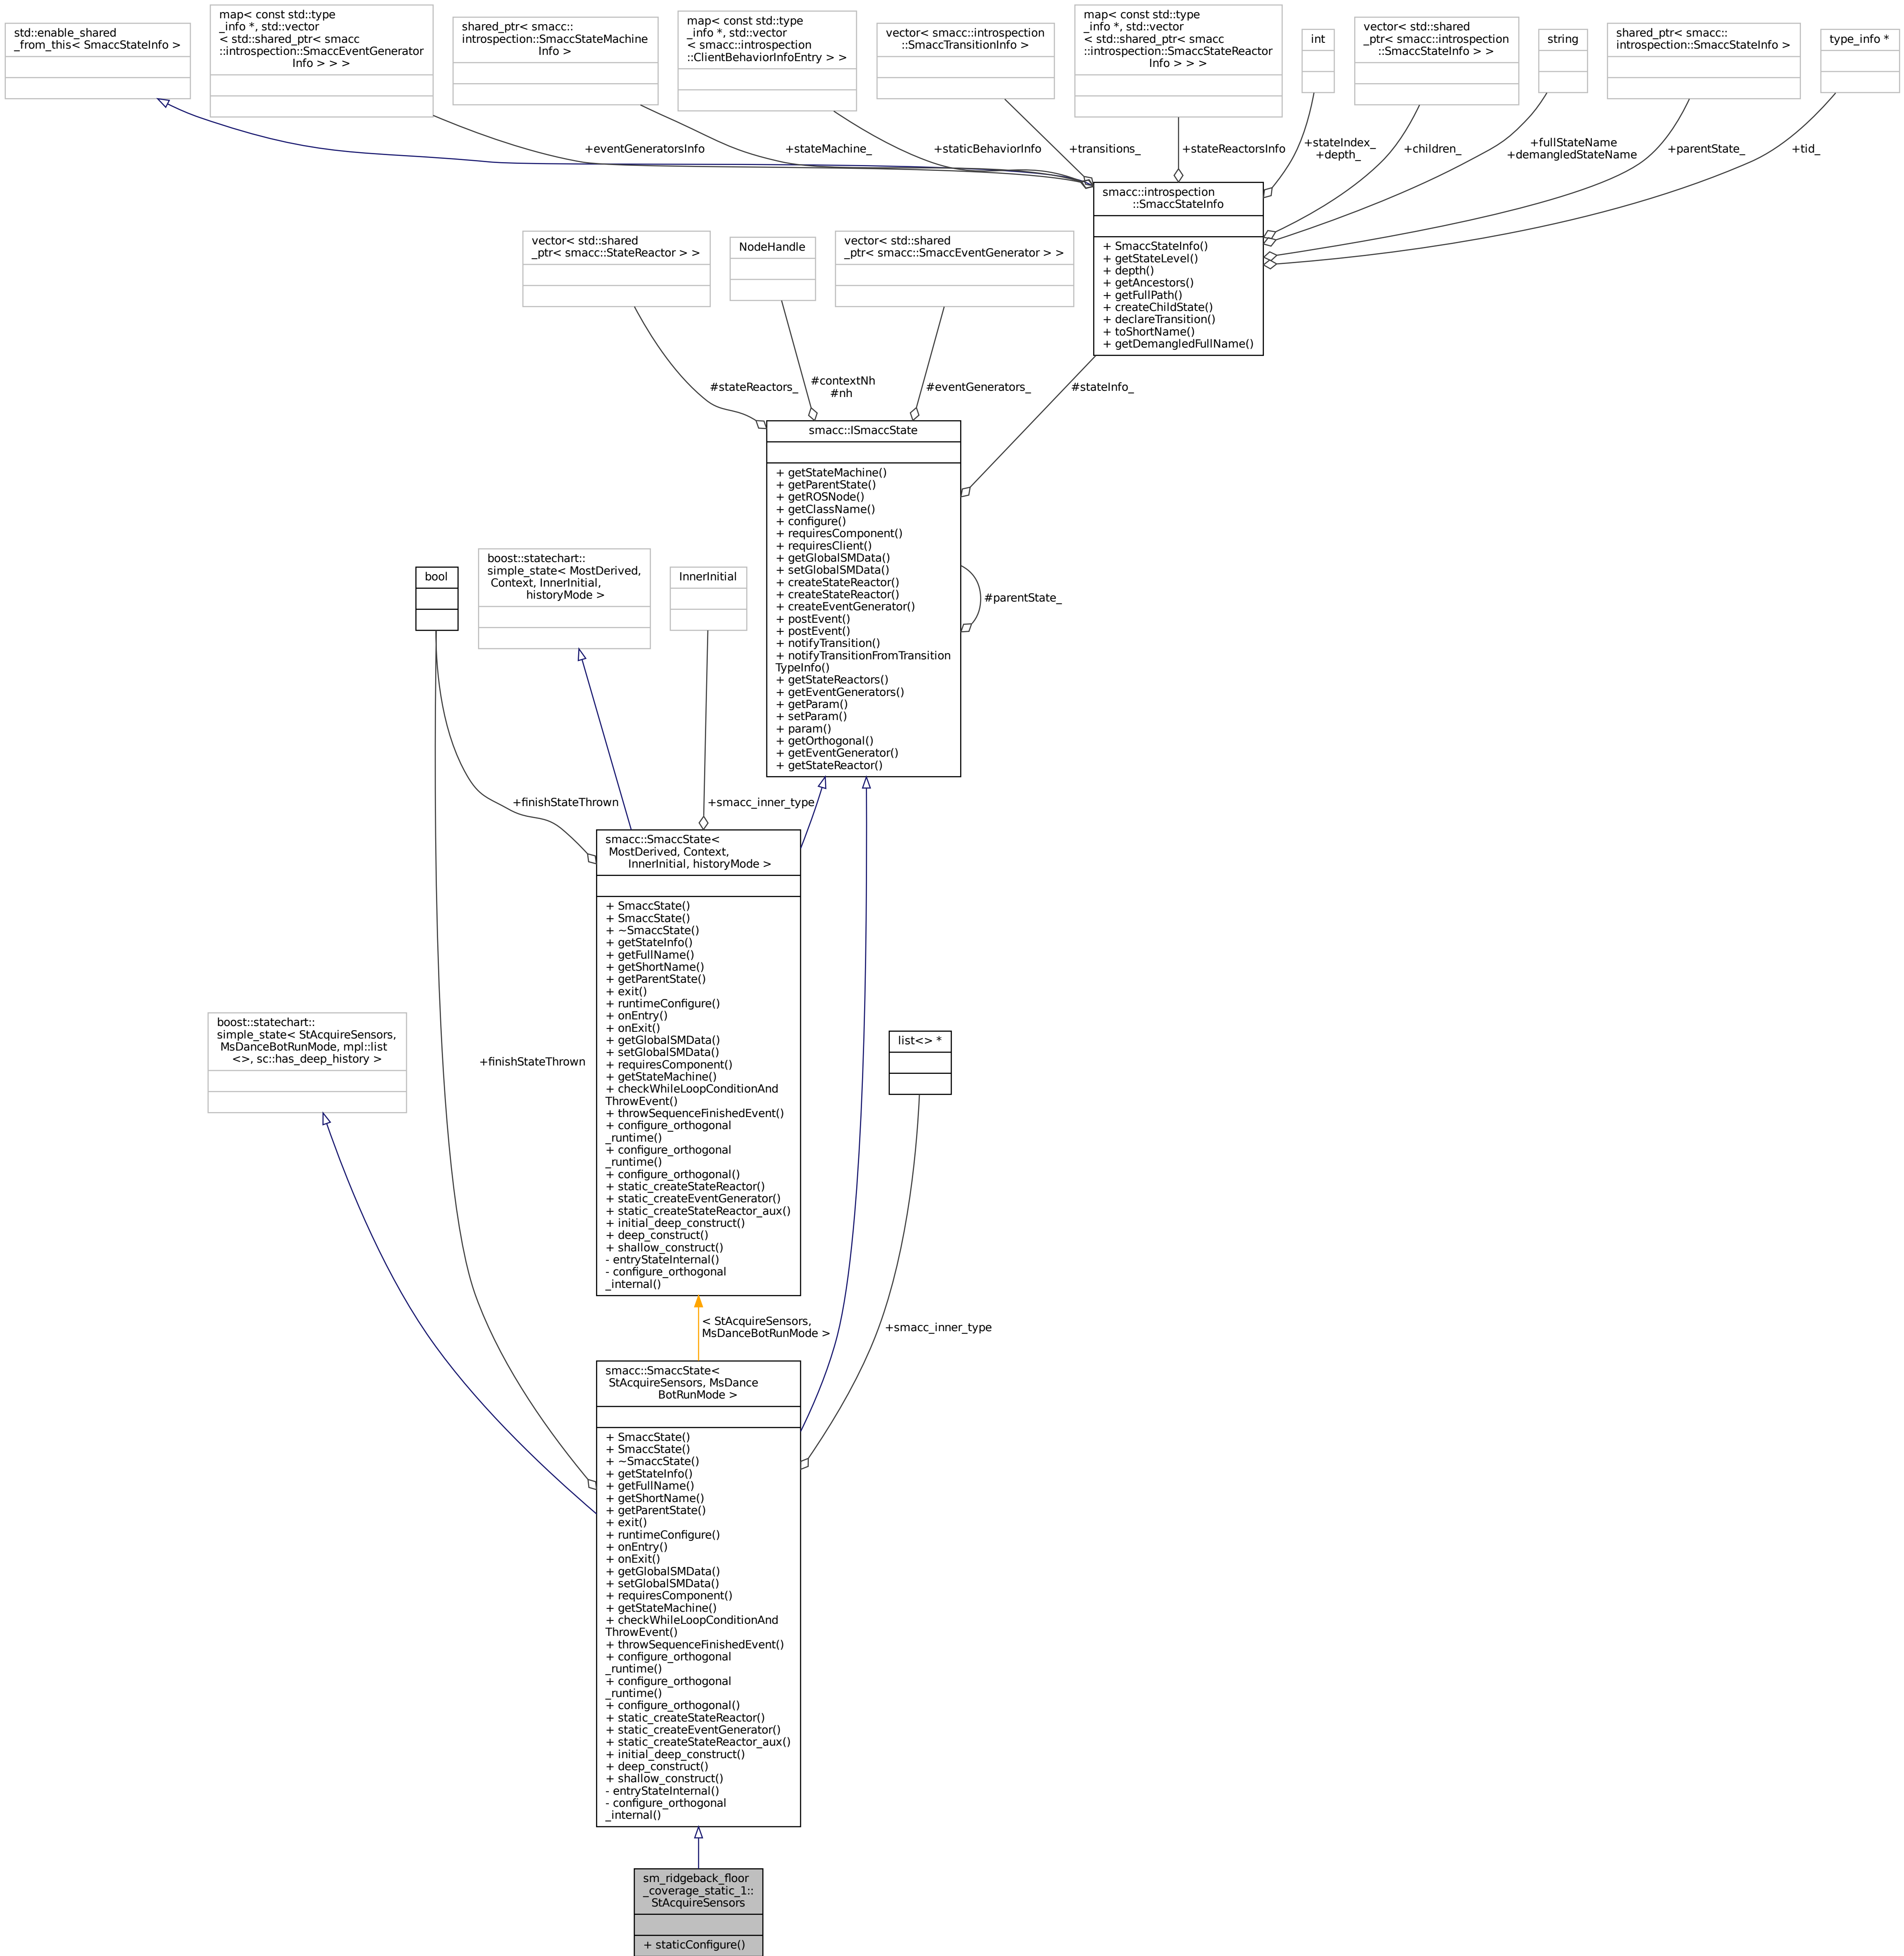 std::enable_shared
_from_this< SmaccStateInfo >
map< const std::type
_info *, std::vector
< std::shared_ptr< smacc
::introspection::SmaccEventGenerator
Info > > >
shared_ptr< smacc::
introspection::SmaccStateMachine
Info >
map< const std::type
_info *, std::vector
< smacc::introspection
::ClientBehaviorInfoEntry > >
vector< smacc::introspection
::SmaccTransitionInfo >
map< const std::type
_info *, std::vector
< std::shared_ptr< smacc
::introspection::SmaccStateReactor
Info > > >
int
vector< std::shared
_ptr< smacc::introspection
::SmaccStateInfo > >
string
shared_ptr< smacc::
introspection::SmaccStateInfo >
type_info *
+eventGeneratorsInfo
+stateMachine_
+staticBehaviorInfo
+transitions_
+stateReactorsInfo
+stateIndex_
+depth_
+children_
+fullStateName
+demangledStateName
+parentState_
+tid_
smacc::introspection
::SmaccStateInfo
+ SmaccStateInfo()
+ getStateLevel()
+ depth()
+ getAncestors()
+ getFullPath()
+ createChildState()
+ declareTransition()
+ toShortName()
+ getDemangledFullName()
vector< std::shared
_ptr< smacc::StateReactor > >
NodeHandle
vector< std::shared
_ptr< smacc::SmaccEventGenerator > >
#stateReactors_
#contextNh
#nh
#eventGenerators_
#stateInfo_
smacc::ISmaccState
+ getStateMachine()
+ getParentState()
+ getROSNode()
+ getClassName()
+ configure()
+ requiresComponent()
+ requiresClient()
+ getGlobalSMData()
+ setGlobalSMData()
+ createStateReactor()
+ createStateReactor()
+ createEventGenerator()
+ postEvent()
+ postEvent()
+ notifyTransition()
+ notifyTransitionFromTransition
TypeInfo()
+ getStateReactors()
+ getEventGenerators()
+ getParam()
+ setParam()
+ param()
+ getOrthogonal()
+ getEventGenerator()
+ getStateReactor()
#parentState_
bool
boost::statechart::
simple_state< MostDerived,
Context, InnerInitial,
historyMode >
InnerInitial
+finishStateThrown
+smacc_inner_type
smacc::SmaccState<
MostDerived, Context,
InnerInitial, historyMode >
+ SmaccState()
+ SmaccState()
+ ~SmaccState()
+ getStateInfo()
+ getFullName()
+ getShortName()
+ getParentState()
+ exit()
+ runtimeConfigure()
+ onEntry()
+ onExit()
+ getGlobalSMData()
+ setGlobalSMData()
+ requiresComponent()
+ getStateMachine()
+ checkWhileLoopConditionAnd
ThrowEvent()
+ throwSequenceFinishedEvent()
+ configure_orthogonal
_runtime()
+ configure_orthogonal
_runtime()
+ configure_orthogonal()
+ static_createStateReactor()
+ static_createEventGenerator()
+ static_createStateReactor_aux()
+ initial_deep_construct()
+ deep_construct()
+ shallow_construct()
- entryStateInternal()
- configure_orthogonal
_internal()
boost::statechart::
simple_state< StAcquireSensors,
MsDanceBotRunMode, mpl::list
<>, sc::has_deep_history >
+finishStateThrown
list<> *
< StAcquireSensors,
MsDanceBotRunMode >
+smacc_inner_type
smacc::SmaccState<
StAcquireSensors, MsDance
BotRunMode >
+ SmaccState()
+ SmaccState()
+ ~SmaccState()
+ getStateInfo()
+ getFullName()
+ getShortName()
+ getParentState()
+ exit()
+ runtimeConfigure()
+ onEntry()
+ onExit()
+ getGlobalSMData()
+ setGlobalSMData()
+ requiresComponent()
+ getStateMachine()
+ checkWhileLoopConditionAnd
ThrowEvent()
+ throwSequenceFinishedEvent()
+ configure_orthogonal
_runtime()
+ configure_orthogonal
_runtime()
+ configure_orthogonal()
+ static_createStateReactor()
+ static_createEventGenerator()
+ static_createStateReactor_aux()
+ initial_deep_construct()
+ deep_construct()
+ shallow_construct()
- entryStateInternal()
- configure_orthogonal
_internal()
sm_ridgeback_floor
_coverage_static_1::
StAcquireSensors
+ staticConfigure()